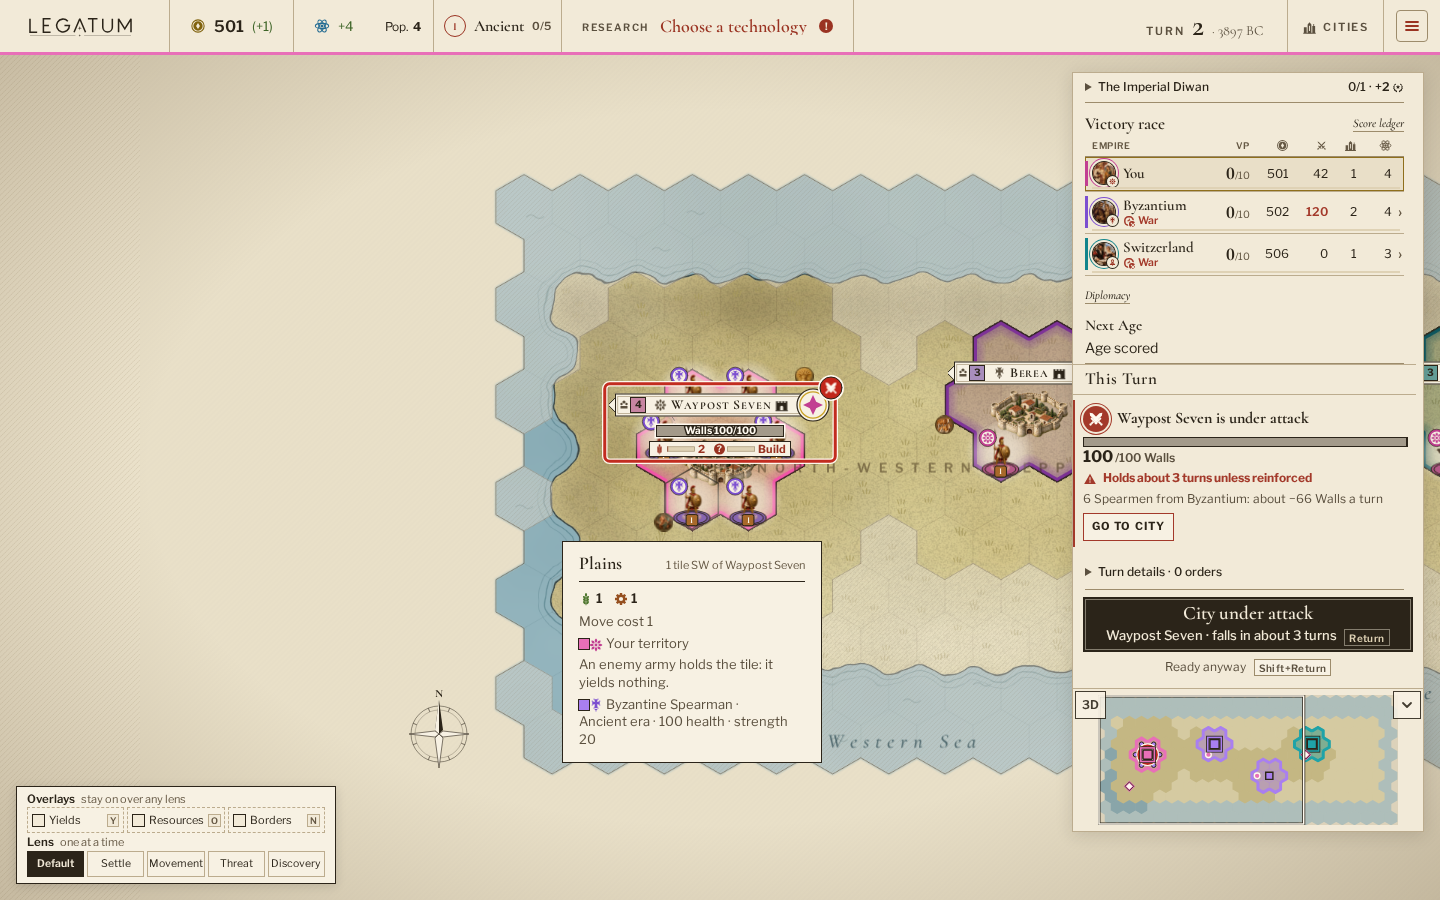 LEGATUM
501 (+1)
+4
Pop. 4
I Ancient 0/5
RESEARCH Choose a technology !
TURN 2 · 3897 BC
CITIES
The Imperial Diwan 0/1 · +2
Victory race Score ledger
EMPIRE VP
You 0/10 501 42 1 4
Byzantium 0/10 502 120 2 4 ›
War
Switzerland 0/10 506 0 1 3 ›
War
Diplomacy
Next Age
Age scored
This Turn
Waypost Seven is under attack
100 /100 Walls
Holds about 3 turns unless reinforced
6 Spearmen from Byzantium: about −66 Walls a turn
GO TO CITY
Turn details · 0 orders
City under attack
Waypost Seven · falls in about 3 turns Return
Ready anyway Shift+Return
3D
3 BEREA
3
4 WAYPOST SEVEN
Walls 100/100
2 ? Build
NORTH-WESTERN
I
I I
Plains 1 tile SW of Waypost Seven
1 1
Move cost 1
Your territory
An enemy army holds the tile: it
yields nothing.
Byzantine Spearman ·
Ancient era · 100 health · strength
20
Western Sea
N
Overlays stay on over any lens
Yields Y Resources O Borders N
Lens one at a time
Default Settle Movement Threat Discovery